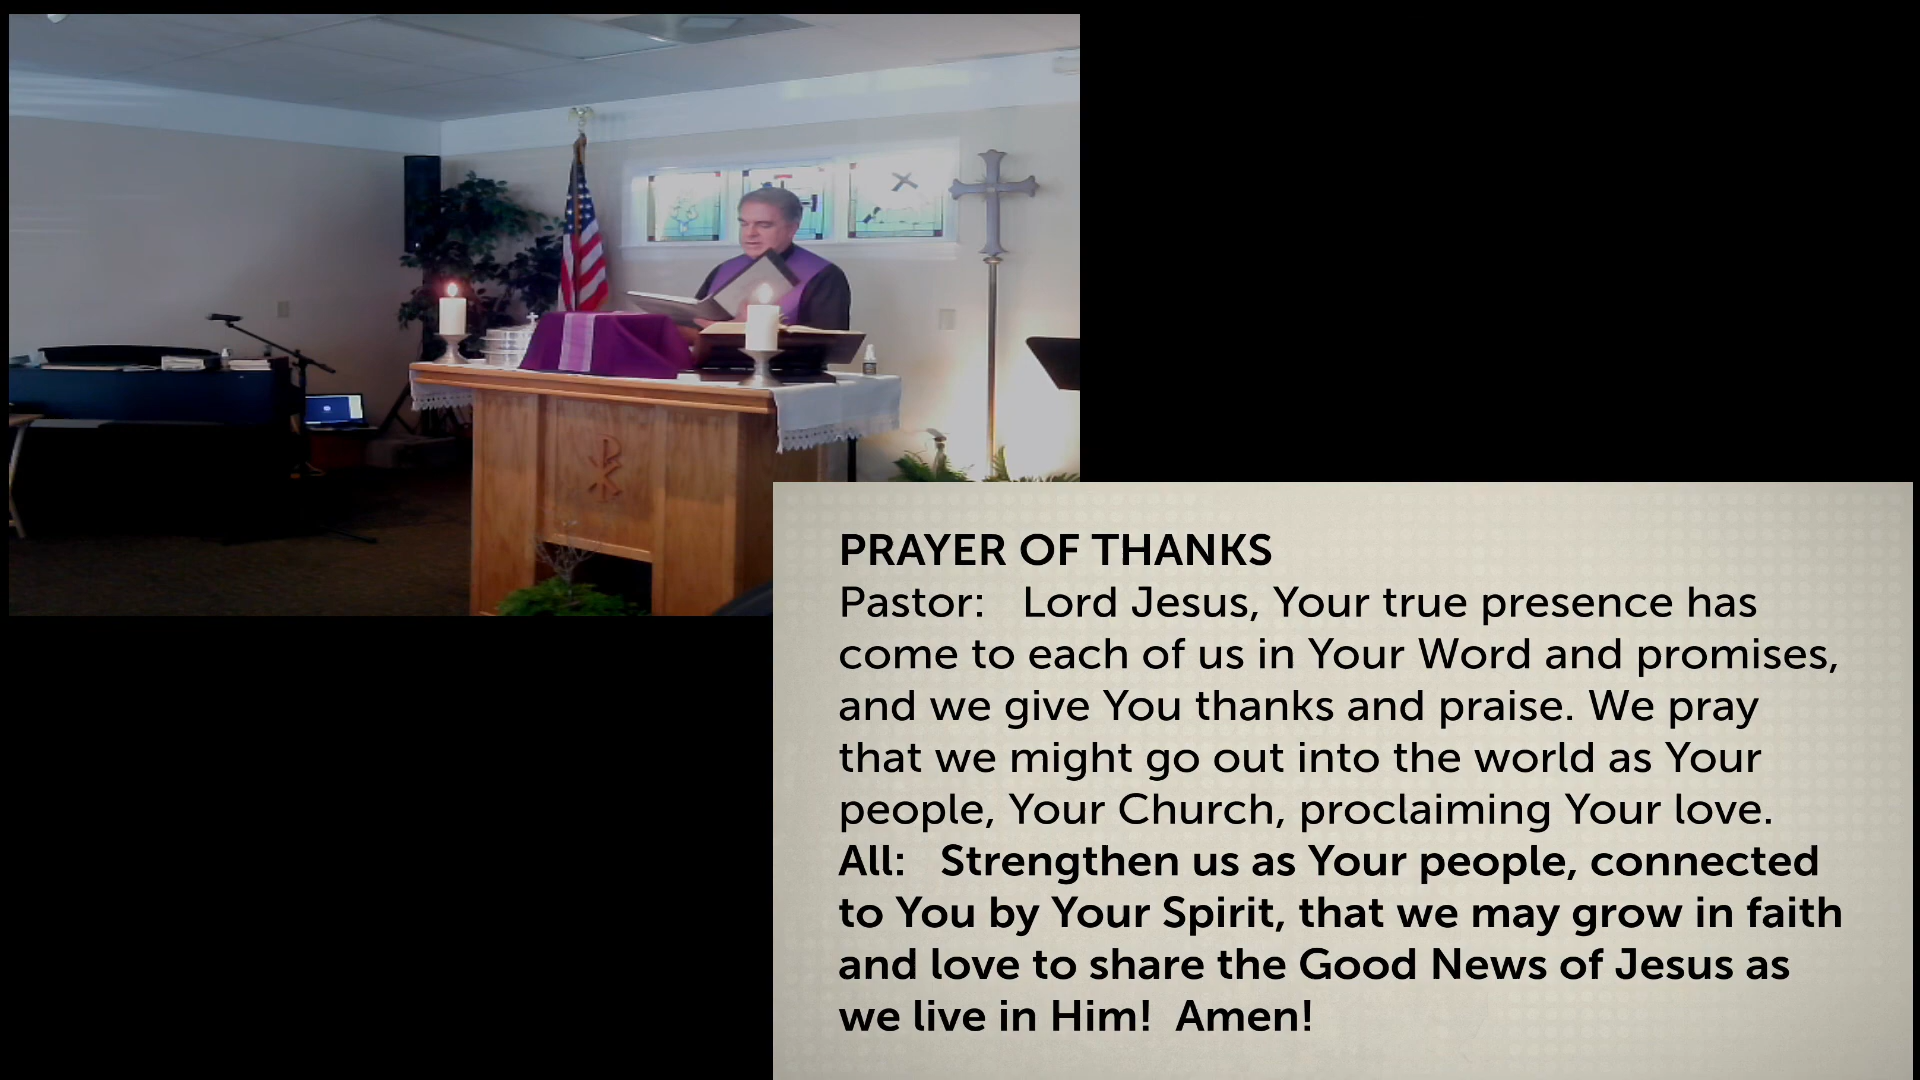 PRAYER OF THANKS
Pastor:   Lord Jesus, Your true presence has
come to each of us in Your Word and promises,
and we give You thanks and praise. We pray
that we might go out into the world as Your
people, Your Church, proclaiming Your love.
All:   Strengthen us as Your people, connected
to You by Your Spirit, that we may grow in faith
and love to share the Good News of Jesus as
we live in Him!  Amen!